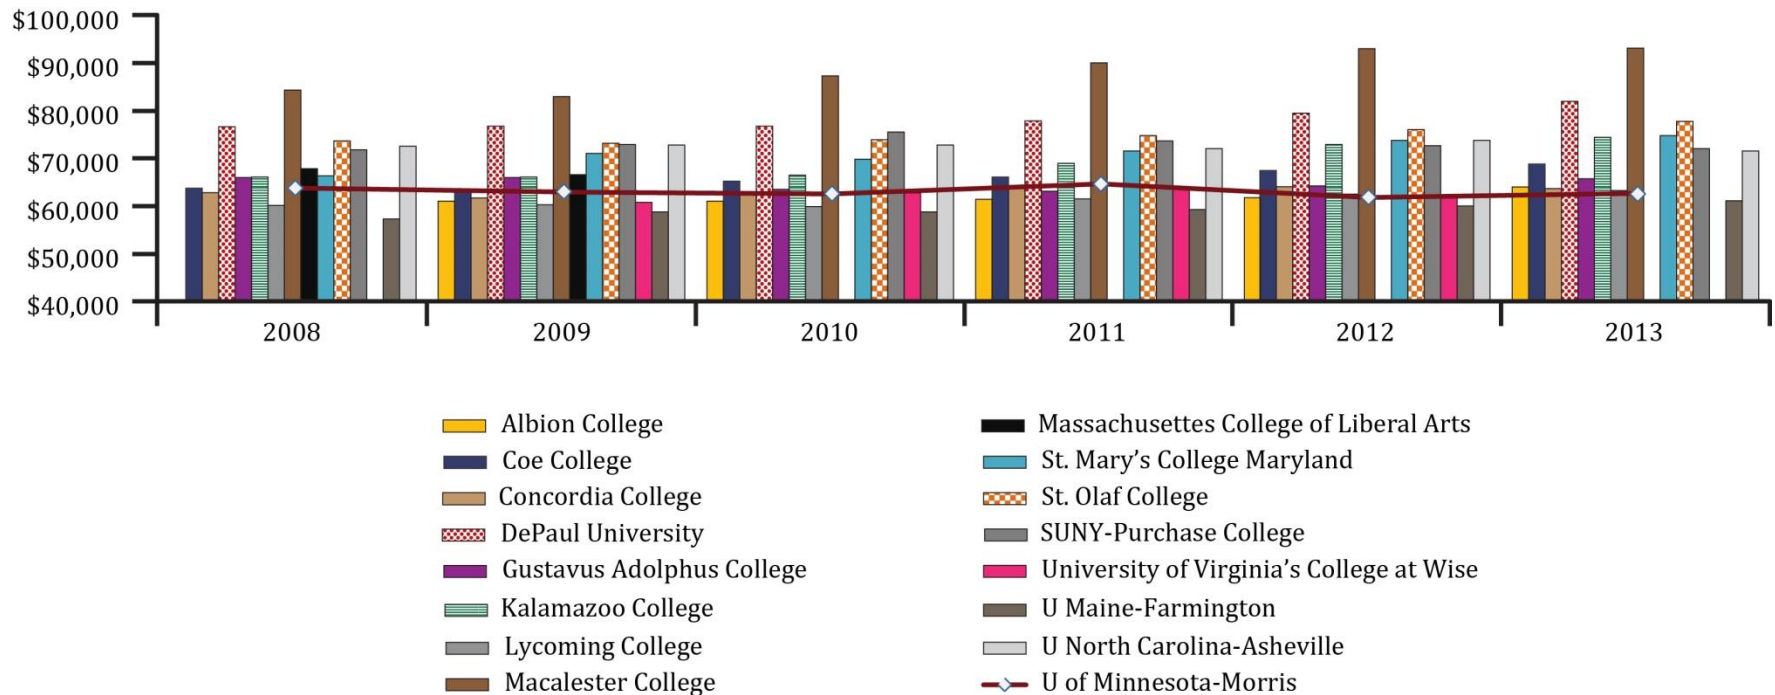 $100,000
$90,000
$80,000
$70,000
$60,000
$50,000
$40,000
2008 2009 2010 2011 2012 2013
Albion College
Coe College
Concordia College
DePaul University
Gustavus Adolphus College
Kalamazoo College
Lycoming College
Macalester College
Massachusettes College of Liberal Arts
St. Mary's College Maryland
St. Olaf College
SUNY-Purchase College
University of Virginia's College at Wise
U Maine-Farmington
U North Carolina-Asheville
U of Minnesota-Morris